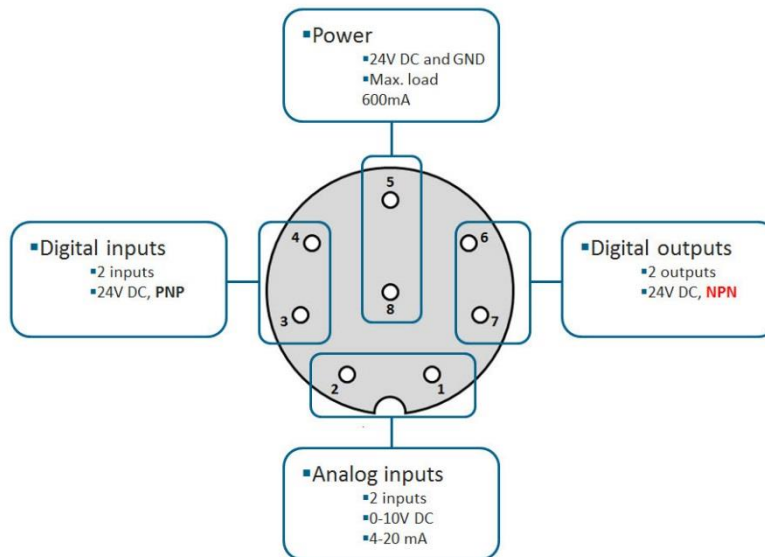 ▪Power
▪24V DC and GND
▪Max. load
600mA
5
▪Digital inputs
▪2 inputs
▪24V DC, PNP
4
6
▪Digital outputs
▪2 outputs
▪24V DC, NPN
8
3
7
2
1
▪Analog inputs
▪2 inputs
▪0-10V DC
▪4-20 mA